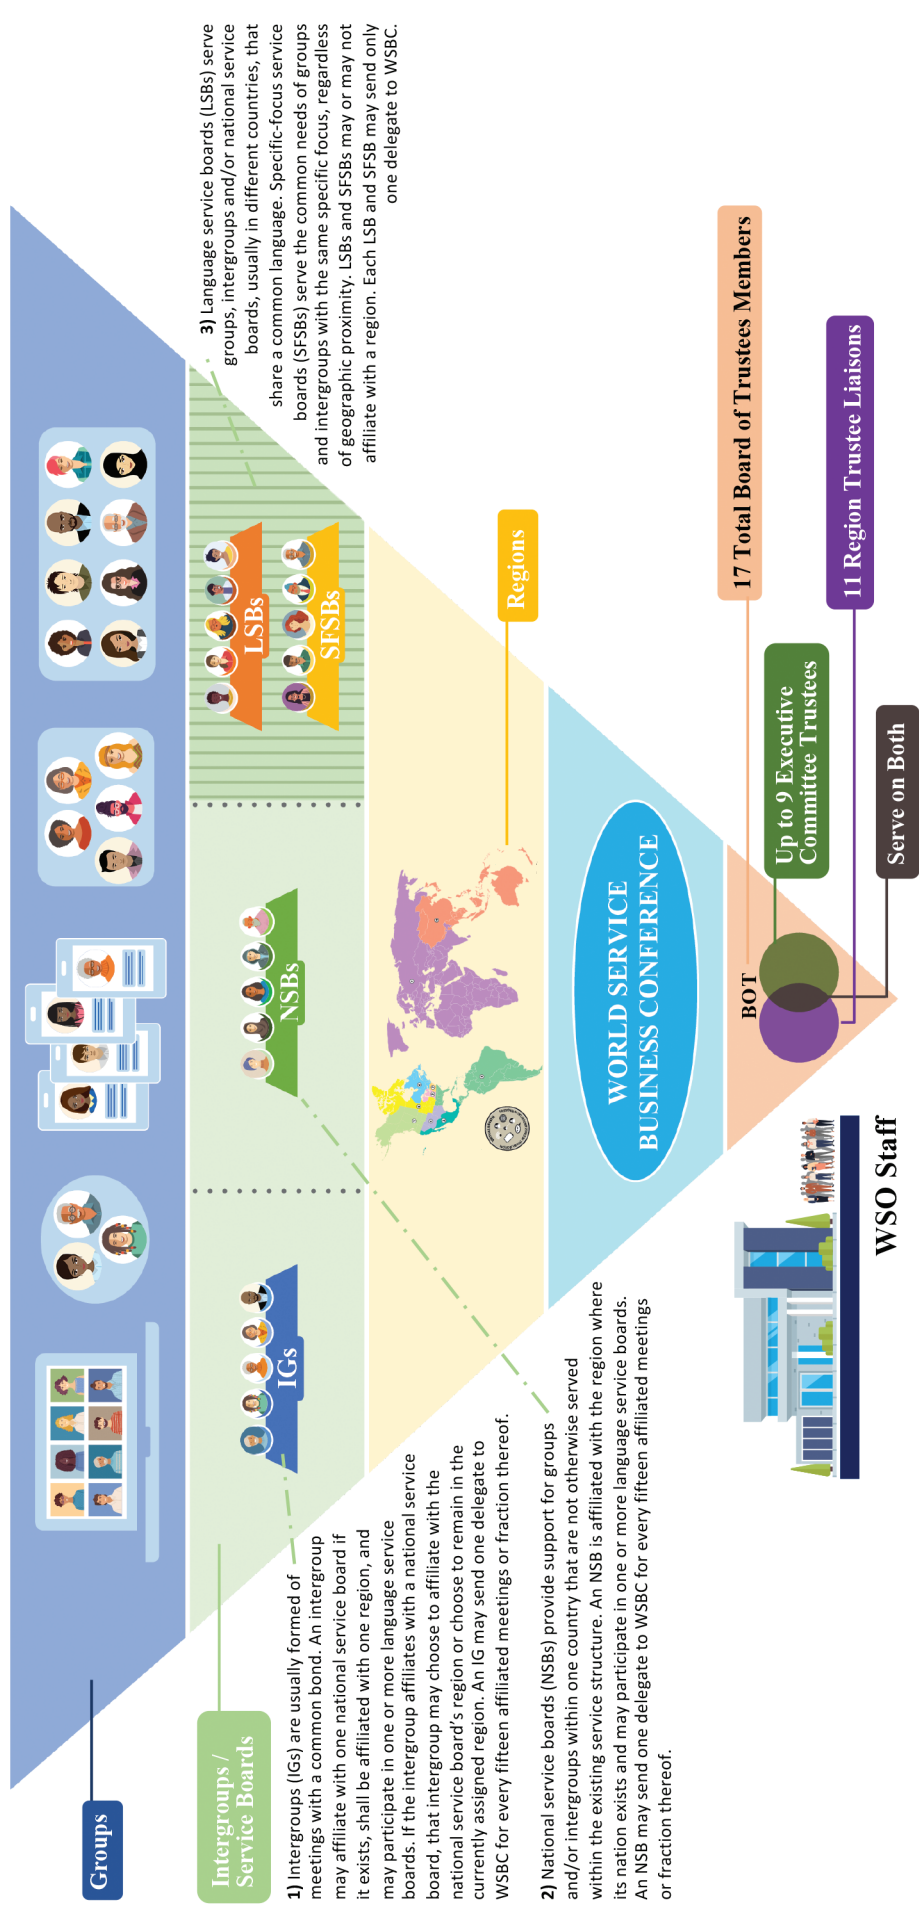 Groups
Intergroups /
Service Boards
IGs
NSBs
LSBs
SFSBs
1) Intergroups (IGs) are usually formed of
meetings with a common bond. An intergroup
may affiliate with one national service board if
it exists, shall be affiliated with one region, and
may participate in one or more language service
boards. If the intergroup affiliates with a national service
board, that intergroup may choose to affiliate with the
national service board's region or choose to remain in the
currently assigned region. An IG may send one delegate to
WSBC for every fifteen affiliated meetings or fraction thereof.
2) National service boards (NSBs) provide support for groups
and/or intergroups within one country that are not otherwise served
within the existing service structure. An NSB is affiliated with the region where
its nation exists and may participate in one or more language service boards.
An NSB may send one delegate to WSBC for every fifteen affiliated meetings
or fraction thereof.
3) Language service boards (LSBs) serve
groups, intergroups and/or national service
boards, usually in different countries, that
share a common language. Specific-focus service
boards (SFSBs) serve the common needs of groups
and intergroups with the same specific focus, regardless
of geographic proximity. LSBs and SFSBs may or may not
affiliate with a region. Each LSB and SFSB may send only
one delegate to WSBC.
Regions
WORLD SERVICE
BUSINESS CONFERENCE
BOT
17 Total Board of Trustees Members
Up to 9 Executive
Committee Trustees
11 Region Trustee Liaisons
Serve on Both
WSO Staff